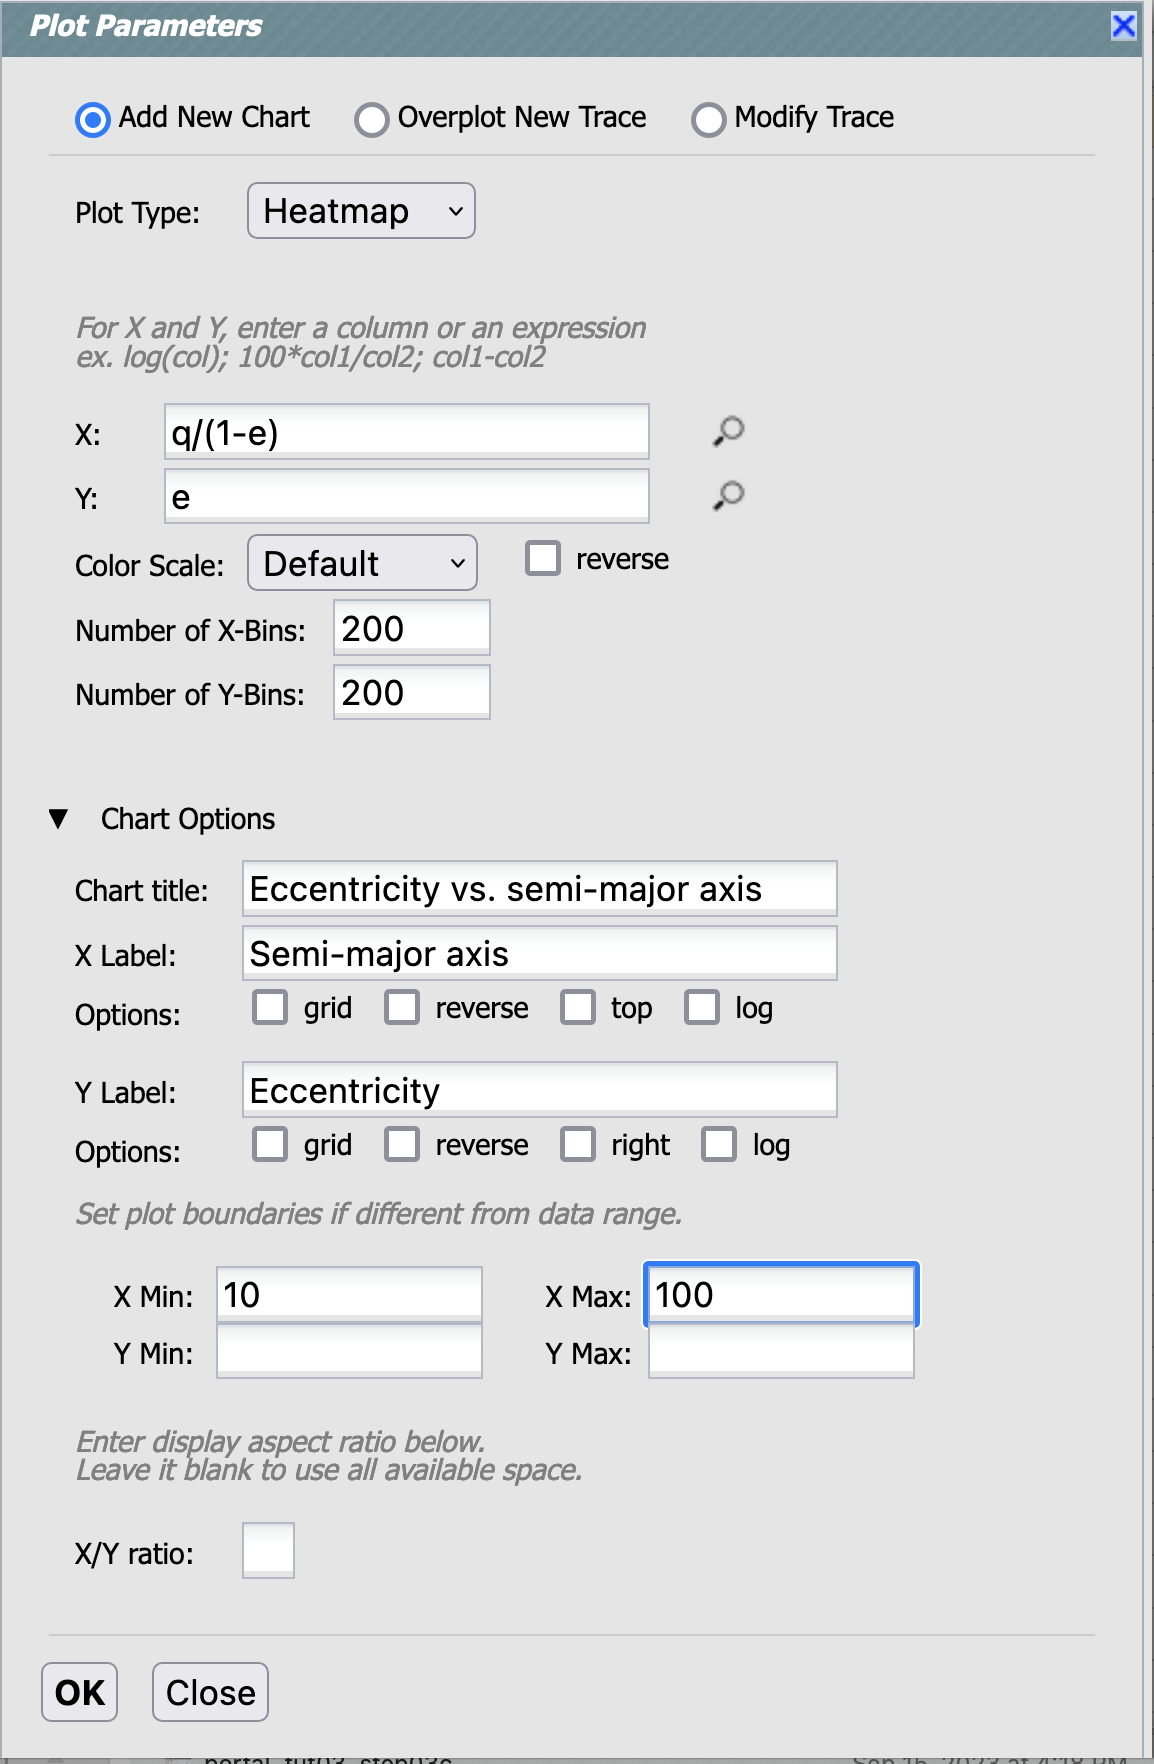 Plot Parameters
Add New Chart Overplot New Trace Modify Trace
Plot Type: Heatmap
For X and Y, enter a column or an expression
ex. log(col); 100*col1/col2; col1-col2
X: q/(1-e)
Y: e
Color Scale: Default reverse
Number of X-Bins: 200
Number of Y-Bins: 200
▼ Chart Options
Chart title: Eccentricity vs. semi-major axis
X Label: Semi-major axis
Options: grid reverse top log
Y Label: Eccentricity
Options: grid reverse right log
Set plot boundaries if different from data range.
X Min: 10 X Max: 100
Y Min: Y Max:
Enter display aspect ratio below.
Leave it blank to use all available space.
X/Y ratio:
OK Close